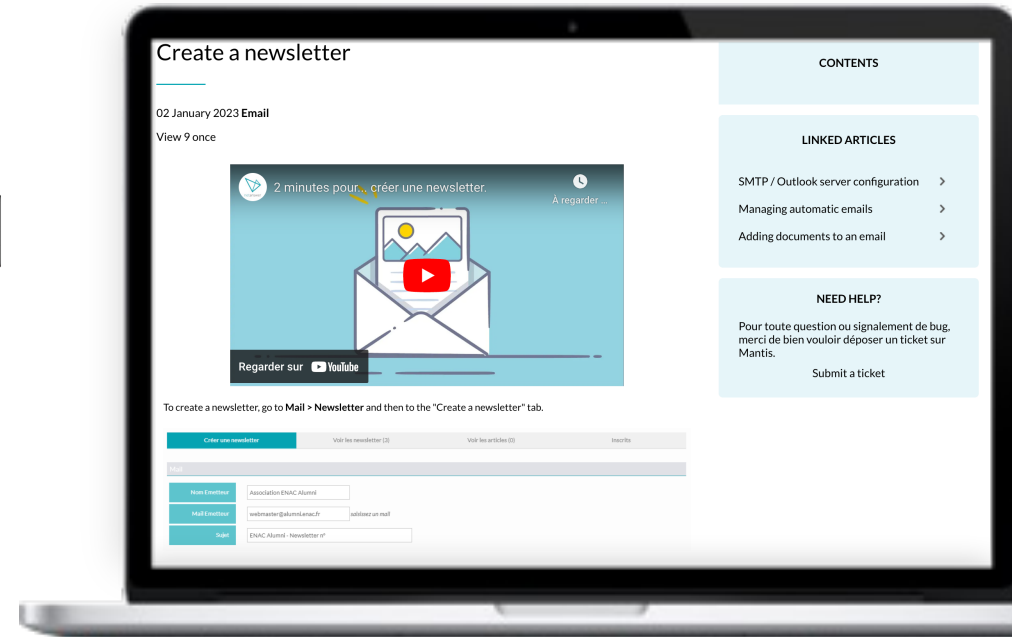 Create a newsletter
02 January 2023 Email
View 9 once
2 minutes pour... créer une newsletter.
À regarder ...
Regarder sur YouTube
To create a newsletter, go to Mail > Newsletter and then to the "Create a newsletter" tab.
Créer une newsletter Voir les newsletter (3) Voir les articles (0) Inscrits
Mail
Nom Emetteur Association ENAC Alumni
Mail Emetteur webmaster@alumni.enac.fr saisissez un mail
Sujet ENAC Alumni - Newsletter n°
CONTENTS
LINKED ARTICLES
SMTP / Outlook server configuration
Managing automatic emails
Adding documents to an email
NEED HELP?
Pour toute question ou signalement de bug,
merci de bien vouloir déposer un ticket sur
Mantis.
Submit a ticket